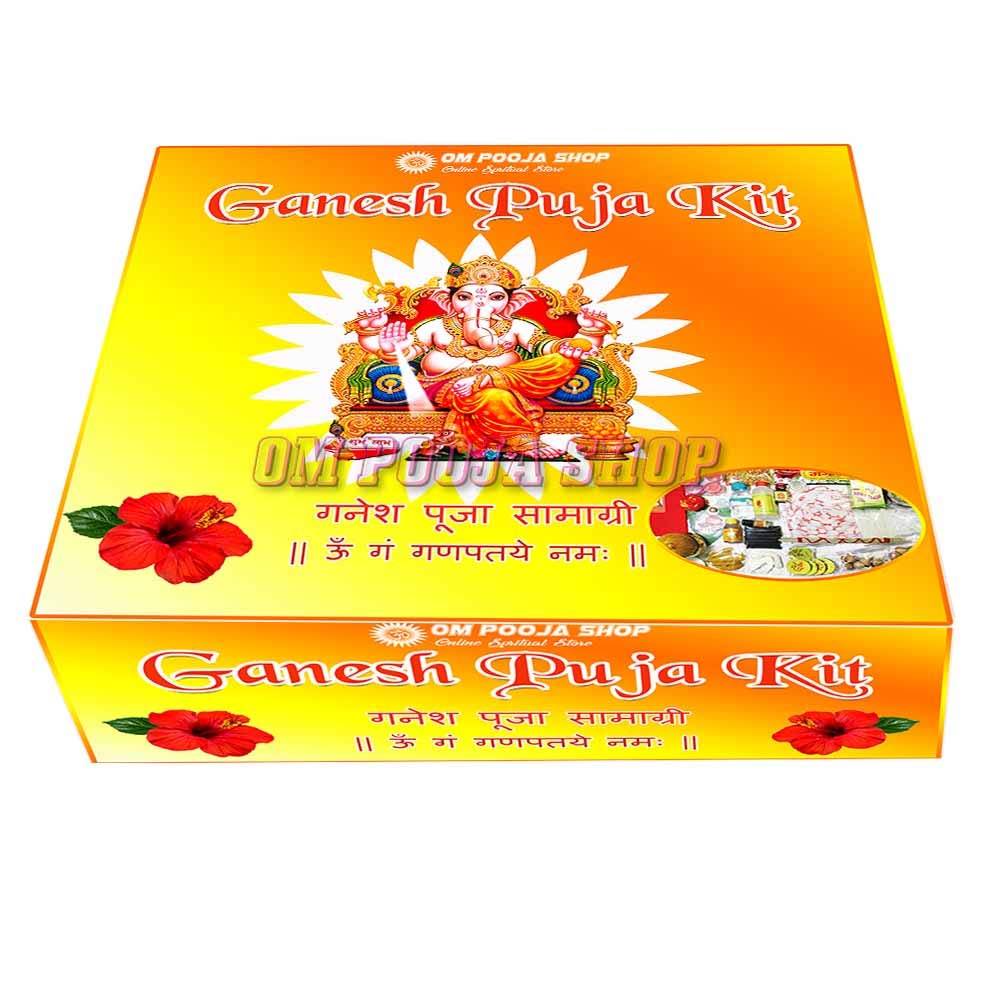 OM POOJA SHOP
Online Spiritual Store
Ganesh Puja Kit
शुभ लाभ
OM POOJA SHOP
गनेश पूजा सामाग्री
|| ऊँ गं गणपतये नमः ||
OM POOJA SHOP
Online Spiritual Store
Ganesh Puja Kit
गनेश पूजा सामाग्री
|| ऊँ गं गणपतये नमः ||